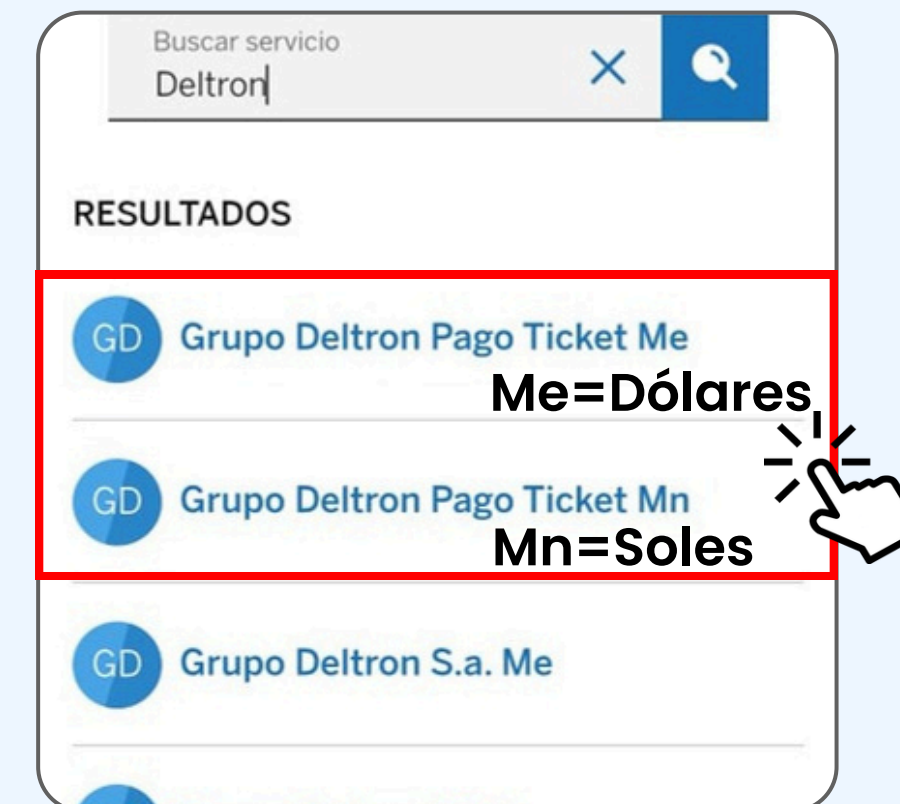 Buscar servicio
Deltron
RESULTADOS
GD Grupo Deltron Pago Ticket Me
Me=Dólares
GD Grupo Deltron Pago Ticket Mn
Mn=Soles
GD Grupo Deltron S.a. Me